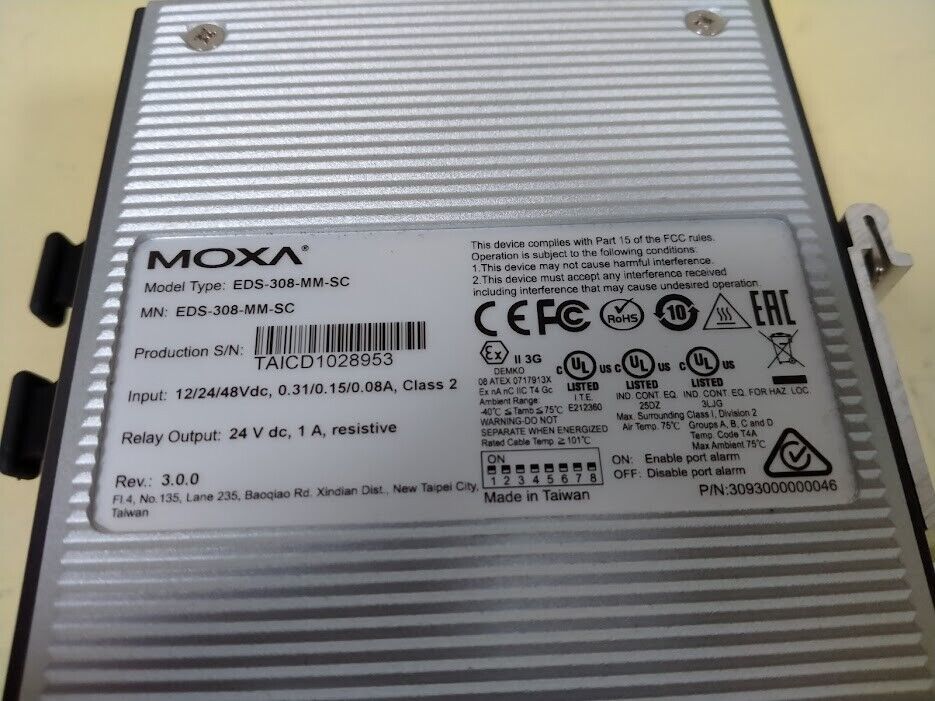 MOXA®
Model Type: EDS-308-MM-SC
MN: EDS-308-MM-SC
Production S/N:
TAICD1028953
Input: 12/24/48Vdc, 0.31/0.15/0.08A, Class 2
Relay Output: 24 V dc, 1 A, resistive
Rev.: 3.0.0
Fl.4, No.135, Lane 235, Baoqiao Rd. Xindian Dist., New Taipei City,
Taiwan
This device complies with Part 15 of the FCC rules.
Operation is subject to the following conditions:
1.This device may not cause harmful interference.
2.This device must accept any interference received
including interference that may cause undesired operation.
CE FC RoHS 10 EAC
Ex II 3G
DEMKO
08 ATEX 0717913X
Ex nA nC IIC T4 Gc
Ambient Range:
-40°C ≤ Tamb ≤ 75°C
WARNING-DO NOT
SEPARATE WHEN ENERGIZED
Rated Cable Temp. ≧ 101°C
C UL US
LISTED
I.T.E.
E212360
C UL US
LISTED
IND. CONT. EQ.
25DZ
C UL US
LISTED
IND. CONT. EQ. FOR HAZ. LOC.
3LJG
Max. Surrounding
Air Temp. 75°C
Class I, Division 2
Groups A, B, C and D
Temp. Code T4A
Max Ambient 75°C
ON
1 2 3 4 5 6 7 8
ON: Enable port alarm
OFF: Disable port alarm
Made in Taiwan
P/N:3093000000046